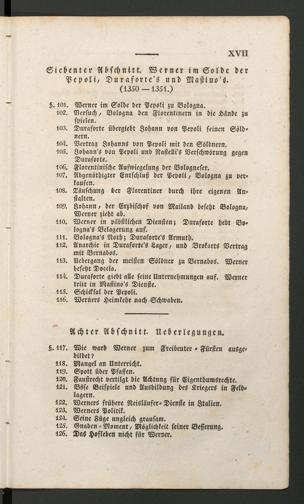 XVII
Siebenter Abschnitt. Werner im Solde der
Pepoli, Duraforte's und Mastino's.
(1350 — 1351.)
§. 101. Werner im Solde der Pepoli zu Bologna.
102. Versuch, Bologna den Florentinern in die Hände zu
spielen.
103. Duraforte übergiebt Johann von Pepoli seinen Söld-
nern.
104. Vertrag Johanns von Pepoli mit den Söldnern.
105. Johann's von Pepoli und Mastelli's Verschwörung gegen
Duraforte.
106. Florentinische Aufwiegelung der Bologneser.
107. Abgenöthigter Entschluß der Pepoli, Bologna zu ver-
kaufen.
108. Täuschung der Florentiner durch ihre eigenen An-
stalten.
109. Johann, der Erzbischof von Mailand besetzt Bologna,
Werner zieht ab.
110. Werner in päbstlichen Diensten; Duraforte hebt Bo-
logna's Belagerung auf.
111. Bologna's Noth; Duraforte's Armuth.
112. Anarchie in Duraforte's Lager, und Brokarts Vertrag
mit Bernabos.
113. Uebergang der meisten Söldner zu Bernabos. Werner
besetzt Docela.
114. Duraforte giebt alle seine Unternehmungen auf. Werner
tritt in Mastino's Dienste.
115. Schicksal der Pepoli.
116. Werners Heimkehr nach Schwaben.
Achter Abschnitt. Ueberlegungen.
§. 117. Wie ward Werner zum Freibeuter-Fürsten ausge-
bildet?
118. Mangel an Unterricht.
119. Spott über Pfaffen.
120. Faustrecht vertilgt die Achtung für Eigenthumsrechte.
121. Böse Beispiele und Ausbildung des Kriegers in Feld-
lagern.
122. Werners frühere Reisläufer-Dienste in Italien.
123. Werners Politik.
124. Seine Züge ungleich grausam.
125. Gnaden-Moment, Möglichkeit seiner Besserung.
126. Das Hofleben nicht für Werner.